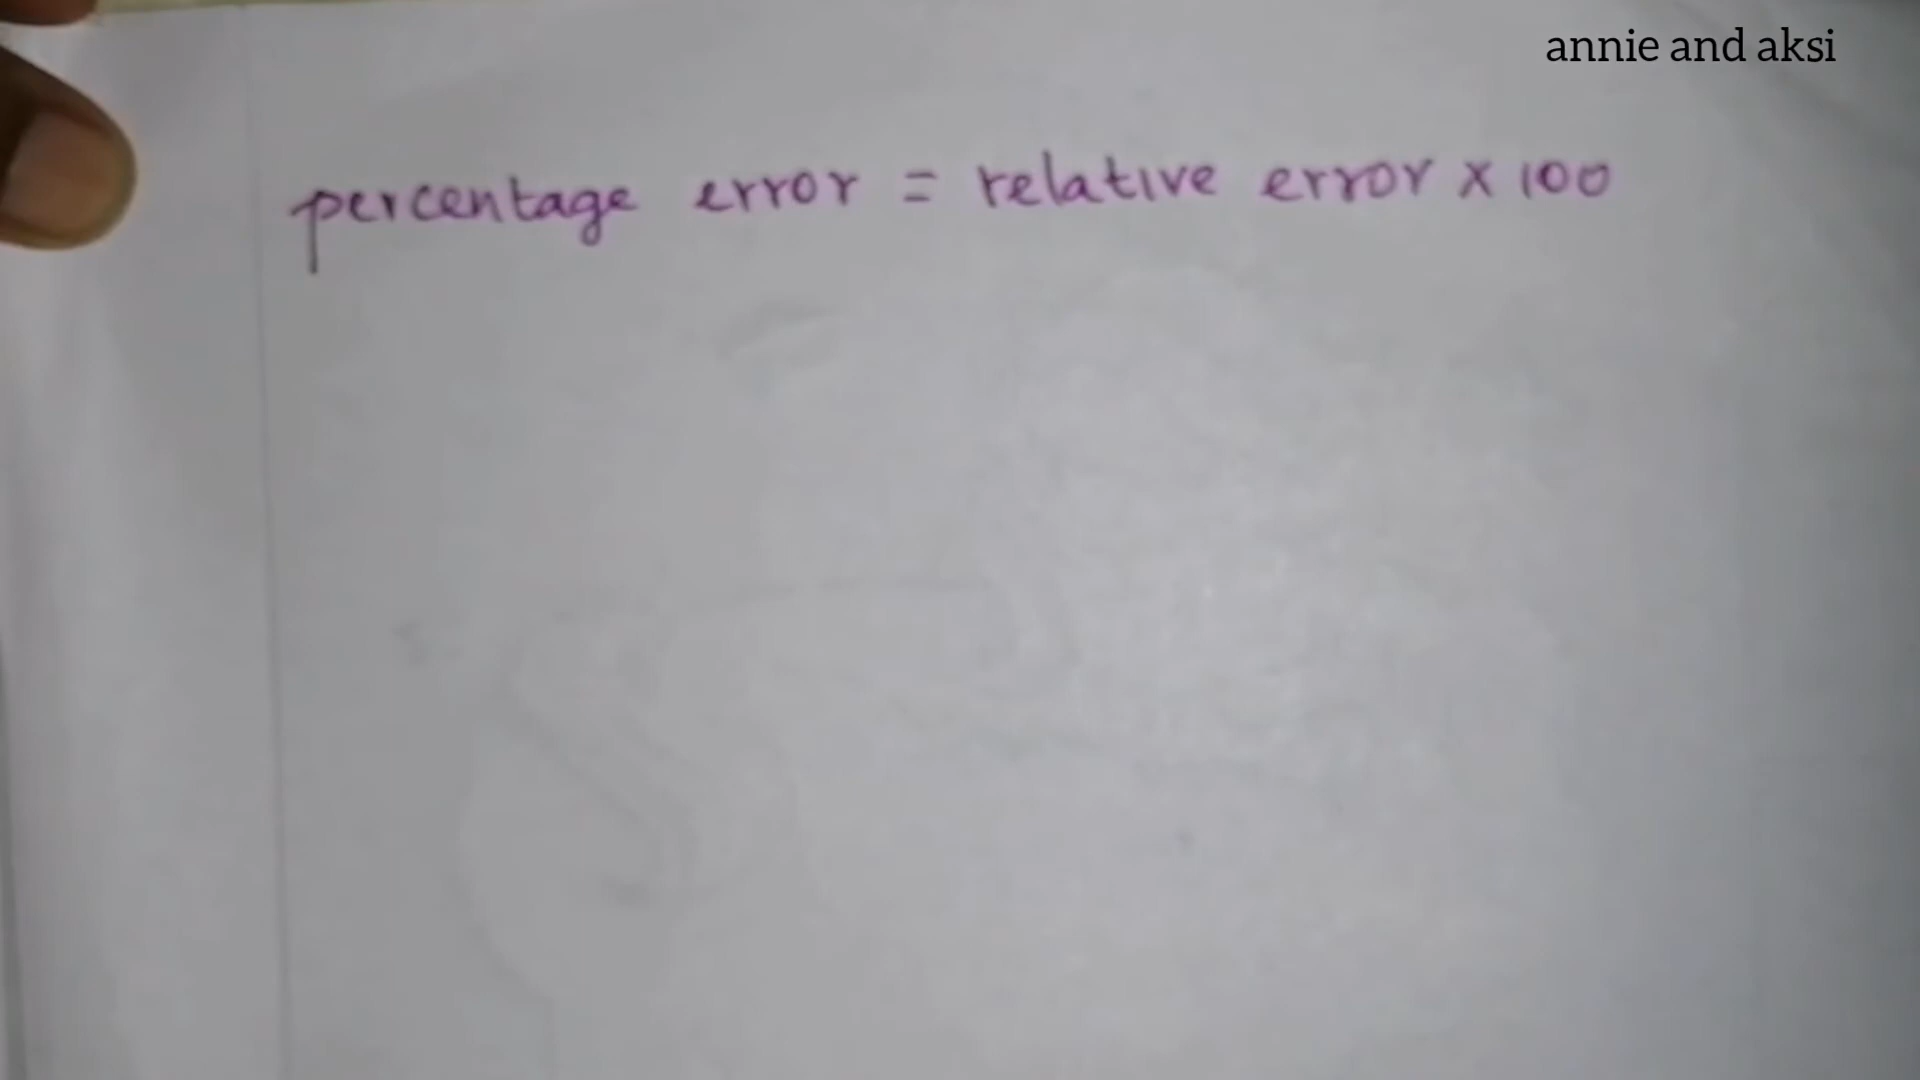 annie and aksi
percentage error = relative error x 100